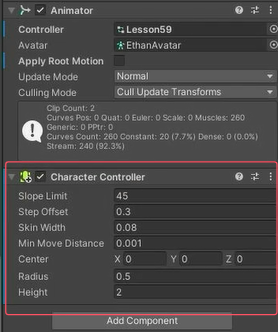 Animator
Controller Lesson59
Avatar EthanAvatar
Apply Root Motion
Update Mode Normal
Culling Mode Cull Update Transforms
Clip Count: 2
Curves Pos: 0 Quat: 0 Euler: 0 Scale: 0 Muscles: 260
Generic: 0 PPtr: 0
Curves Count: 260 Constant: 20 (7.7%) Dense: 0 (0.0%)
Stream: 240 (92.3%)
Character Controller
Slope Limit 45
Step Offset 0.3
Skin Width 0.08
Min Move Distance 0.001
Center X 0 Y 0 Z 0
Radius 0.5
Height 2
Add Component